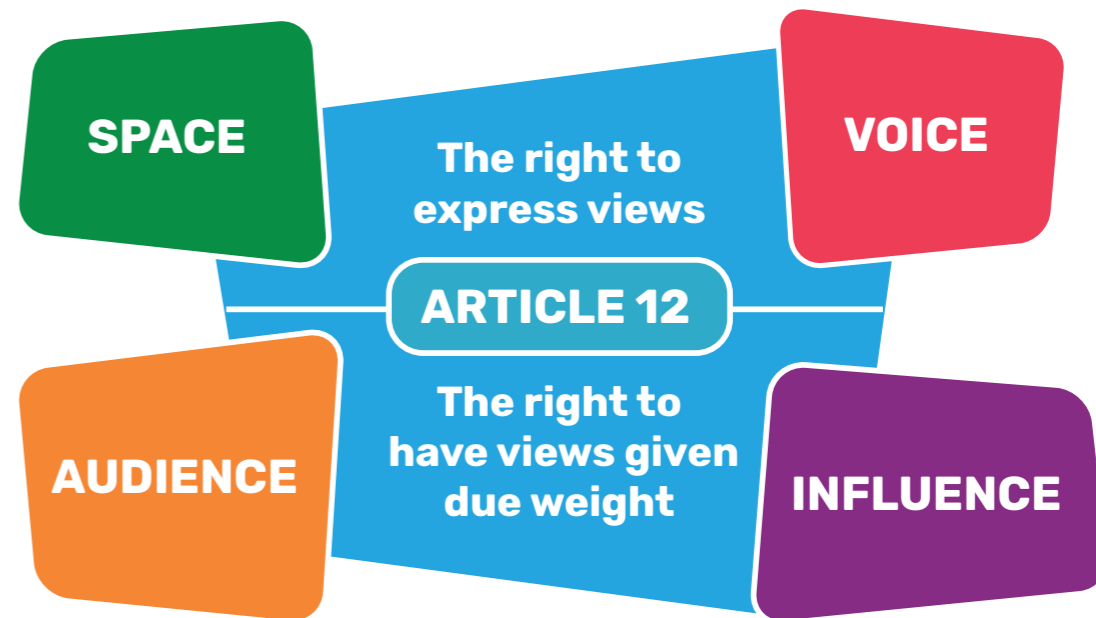 SPACE
VOICE
The right to
express views
ARTICLE 12
The right to
have views given
due weight
AUDIENCE
INFLUENCE